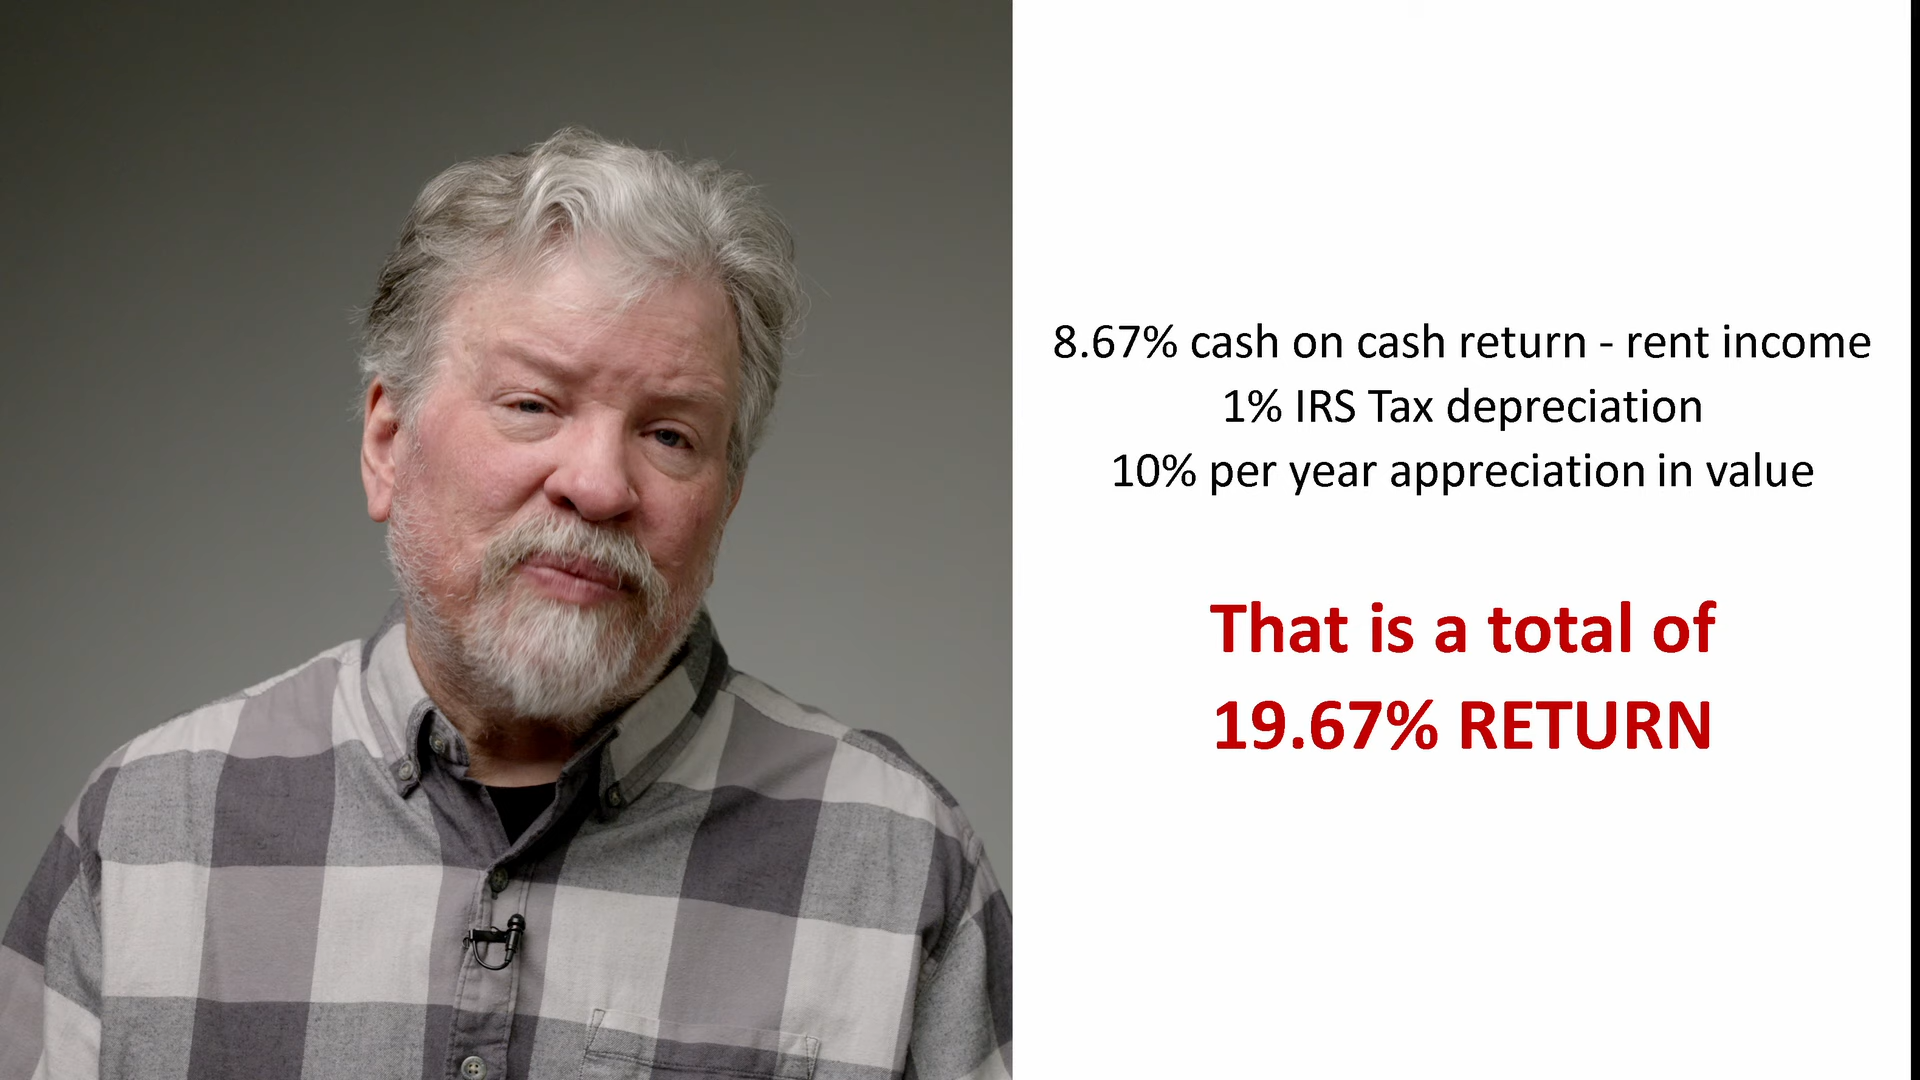 8.67% cash on cash return - rent income
1% IRS Tax depreciation
10% per year appreciation in value
That is a total of
19.67% RETURN